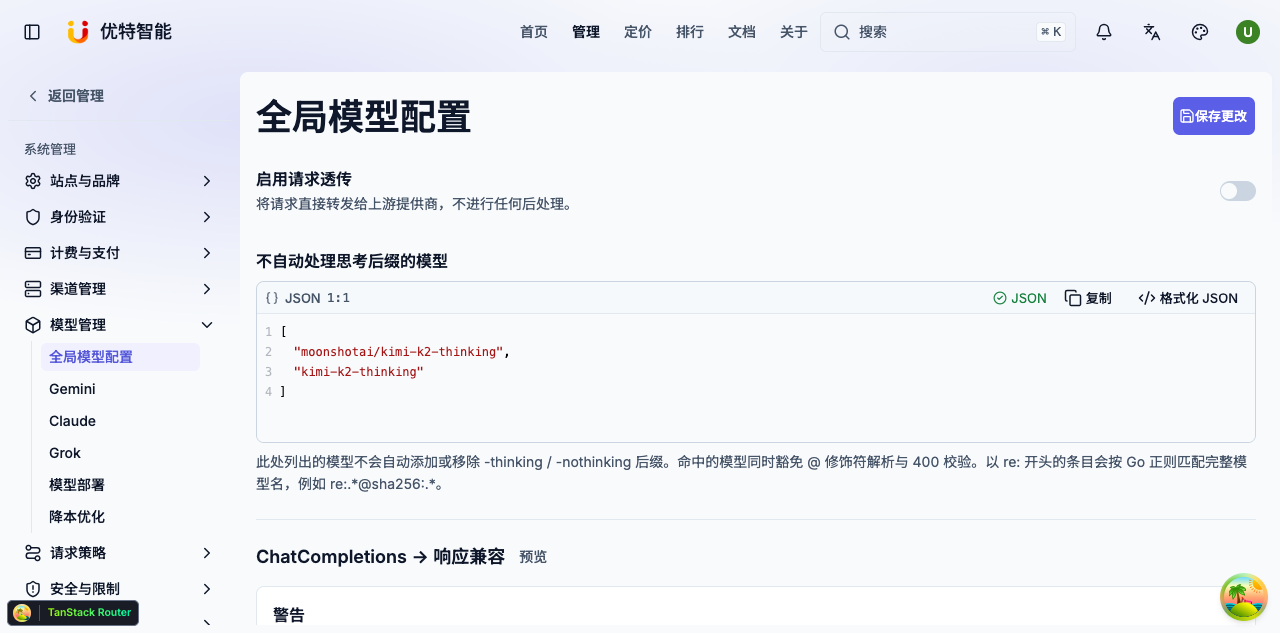 优特智能
首页 管理 定价 排行 文档 关于 搜索 ⌘ K U
返回管理
系统管理
站点与品牌
身份验证
计费与支付
渠道管理
模型管理
全局模型配置
Gemini
Claude
Grok
模型部署
降本优化
请求策略
安全与限制
TanStack Router
全局模型配置
保存更改
启用请求透传
将请求直接转发给上游提供商，不进行任何后处理。
不自动处理思考后缀的模型
{} JSON 1:1 JSON 复制 </> 格式化 JSON
1 [
2 "moonshotai/kimi-k2-thinking",
3 "kimi-k2-thinking"
4 ]
此处列出的模型不会自动添加或移除 -thinking / -nothinking 后缀。命中的模型同时豁免 @ 修饰符解析与 400 校验。以 re: 开头的条目会按 Go 正则匹配完整模
型名，例如 re:.*@sha256:.*。
ChatCompletions → 响应兼容 预览
警告